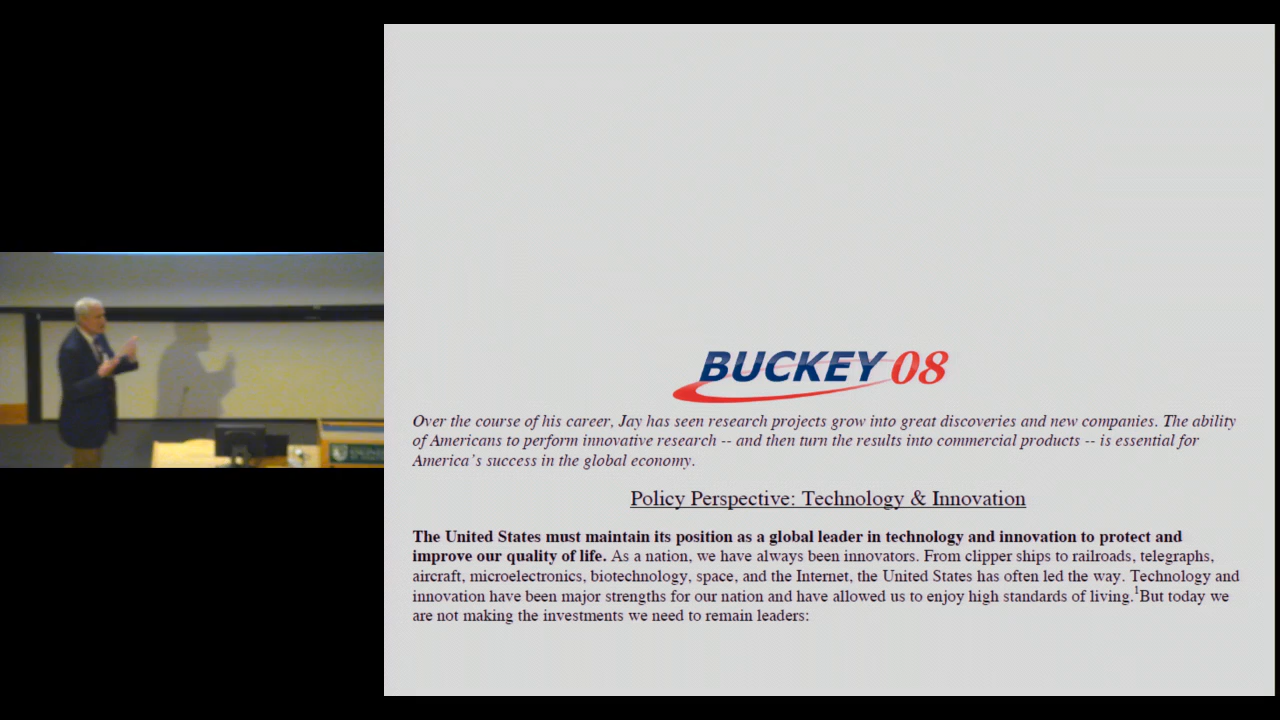 BUCKEY 08
Over the course of his career, Jay has seen research projects grow into great discoveries and new companies. The ability
of Americans to perform innovative research -- and then turn the results into commercial products -- is essential for
America's success in the global economy.
Policy Perspective: Technology & Innovation
The United States must maintain its position as a global leader in technology and innovation to protect and
improve our quality of life. As a nation, we have always been innovators. From clipper ships to railroads, telegraphs,
aircraft, microelectronics, biotechnology, space, and the Internet, the United States has often led the way. Technology and
innovation have been major strengths for our nation and have allowed us to enjoy high standards of living.1But today we
are not making the investments we need to remain leaders: